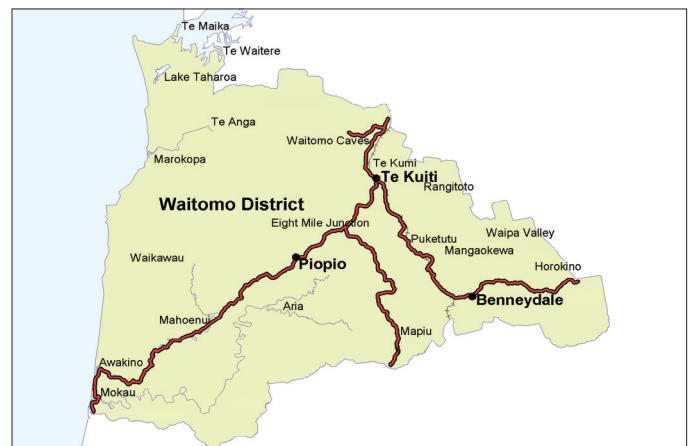 Te Maika
Te Waitere
Lake Taharoa
Te Anga
Waitomo Caves
Marokopa
Te Kumi
Te Kuiti
Rangitoto
Waitomo District
Eight Mile Junction
Waipa Valley
Puketutu
Mangaokewa
Waikawau
Piopio
Horokino
Benneydale
Aria
Mahoenui
Mapiu
Awakino
Mokau